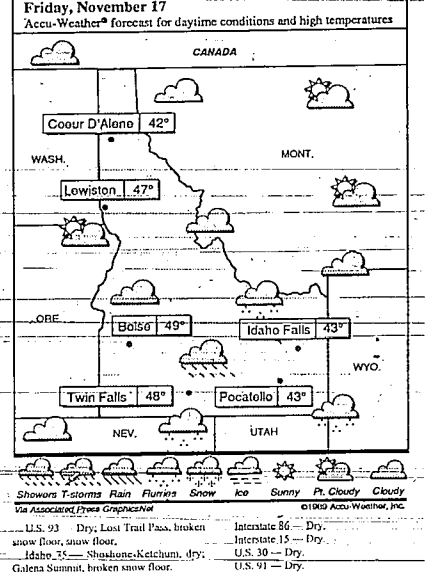 Friday, November 17
Accu-Weather® forecast for daytime conditions and high temperatures
CANADA
Coeur D'Alene 42°
WASH.
MONT.
Lewiston 47°
ORE.
Boise 49°
Idaho Falls 43°
WYO.
Twin Falls 48°
Pocatello 43°
NEV.
UTAH
Showers T-storms Rain Flurries Snow Ice Sunny Pt. Cloudy Cloudy
Via Associated Press GraphicsNet
©1989 Accu-Weather, Inc.
U.S. 93 — Dry; Lost Trail Pass, broken
snow floor, snow floor.
Idaho 75 — Shoshone-Ketchum, dry;
Galena Summit, broken snow floor.
Interstate 86 — Dry.
Interstate 15 — Dry.
U.S. 30 — Dry.
U.S. 91 — Dry.